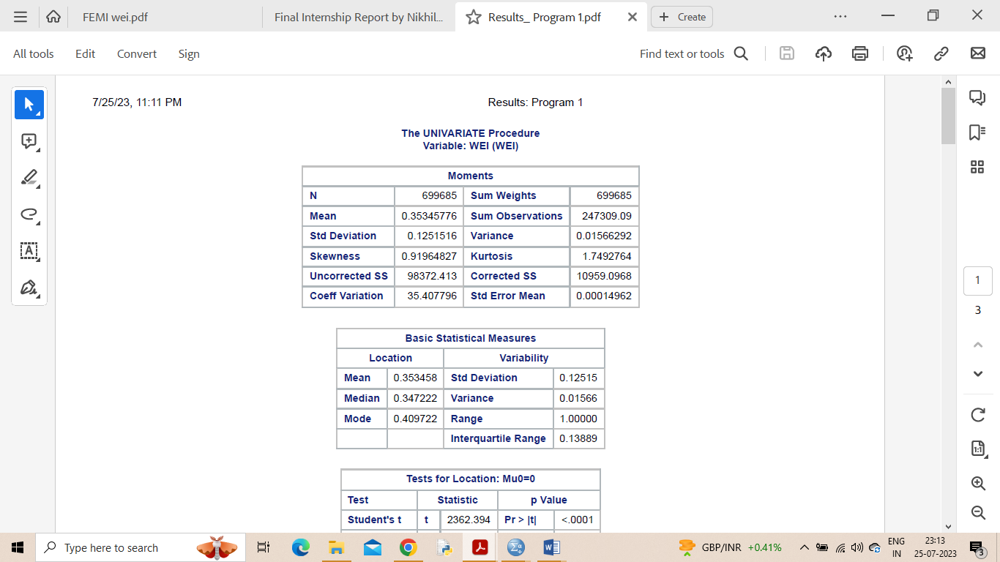 FEMI wei.pdf
Final Internship Report by Nikhil...
Results_ Program 1.pdf
+ Create
All tools Edit Convert Sign
Find text or tools
7/25/23, 11:11 PM Results: Program 1
The UNIVARIATE Procedure
Variable: WEI (WEI)
Moments
N 699685 Sum Weights 699685
Mean 0.35345776 Sum Observations 247309.09
Std Deviation 0.1251516 Variance 0.01566292
Skewness 0.91964827 Kurtosis 1.7492764
Uncorrected SS 98372.413 Corrected SS 10959.0968
Coeff Variation 35.407796 Std Error Mean 0.00014962
Basic Statistical Measures
Location Variability
Mean 0.353458 Std Deviation 0.12515
Median 0.347222 Variance 0.01566
Mode 0.409722 Range 1.00000
Interquartile Range 0.13889
Tests for Location: Mu0=0
Test Statistic p Value
Student's t t 2362.394 Pr > |t| <.0001
1
3
1:1
Type here to search
GBP/INR +0.41%
ENG
IN
23:13
25-07-2023
3